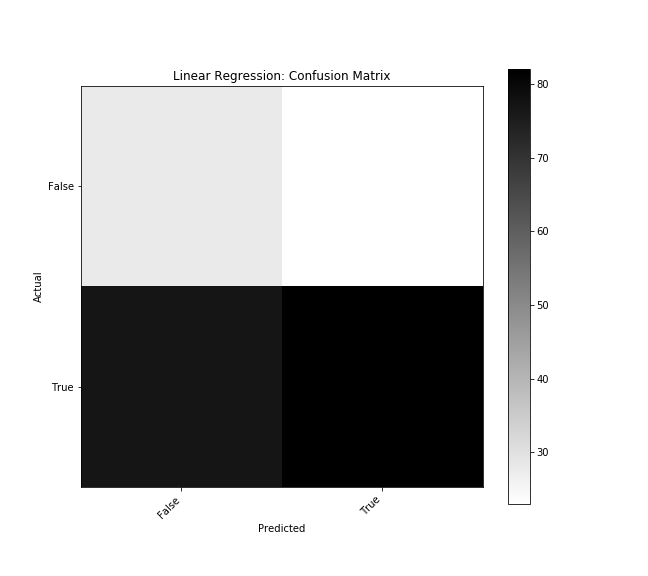 Linear Regression: Confusion Matrix
80
70
60
50
40
30
False
True
Actual
False
True
Predicted